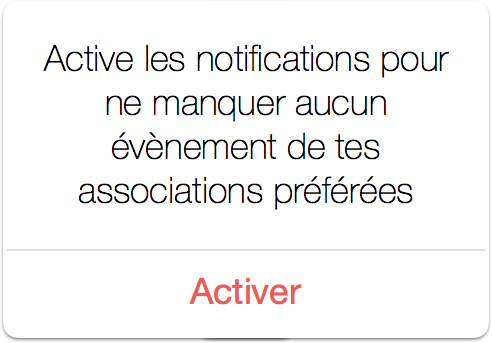 Active les notifications pour
ne manquer aucun
évènement de tes
associations préférées
Activer